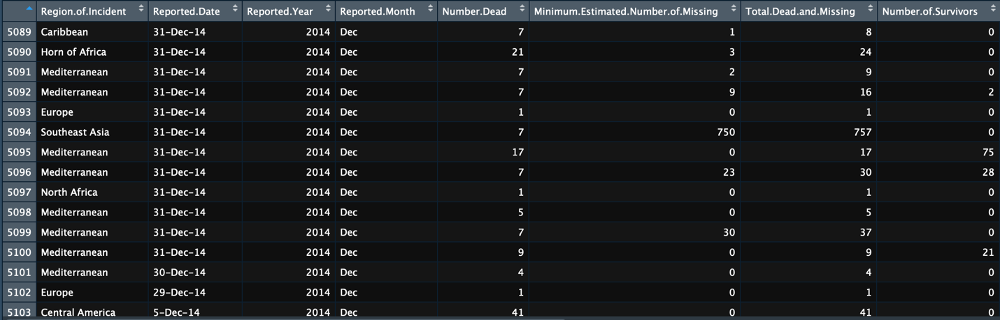 Region.of.Incident Reported.Date Reported.Year Reported.Month Number.Dead Minimum.Estimated.Number.of.Missing Total.Dead.and.Missing Number.of.Survivors
5089 Caribbean 31-Dec-14 2014 Dec 7 1 8 0
5090 Horn of Africa 31-Dec-14 2014 Dec 21 3 24 0
5091 Mediterranean 31-Dec-14 2014 Dec 7 2 9 0
5092 Mediterranean 31-Dec-14 2014 Dec 7 9 16 2
5093 Europe 31-Dec-14 2014 Dec 1 0 1 0
5094 Southeast Asia 31-Dec-14 2014 Dec 7 750 757 0
5095 Mediterranean 31-Dec-14 2014 Dec 17 0 17 75
5096 Mediterranean 31-Dec-14 2014 Dec 7 23 30 28
5097 North Africa 31-Dec-14 2014 Dec 1 0 1 0
5098 Mediterranean 31-Dec-14 2014 Dec 5 0 5 0
5099 Mediterranean 31-Dec-14 2014 Dec 7 30 37 0
5100 Mediterranean 31-Dec-14 2014 Dec 9 0 9 21
5101 Mediterranean 30-Dec-14 2014 Dec 4 0 4 0
5102 Europe 29-Dec-14 2014 Dec 1 0 1 0
5103 Central America 5-Dec-14 2014 Dec 41 0 41 0